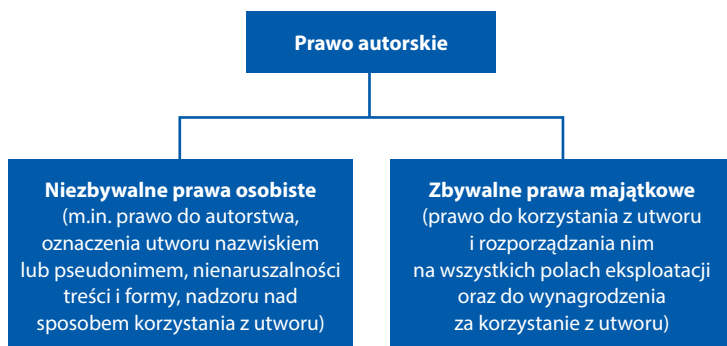 Prawo autorskie
Niezbywalne prawa osobiste
(m.in. prawo do autorstwa,
oznaczenia utworu nazwiskiem
lub pseudonimem, nienaruszalności
treści i formy, nadzoru nad
sposobem korzystania z utworu)
Zbywalne prawa majątkowe
(prawo do korzystania z utworu
i rozporządzania nim
na wszystkich polach eksploatacji
oraz do wynagrodzenia
za korzystanie z utworu)